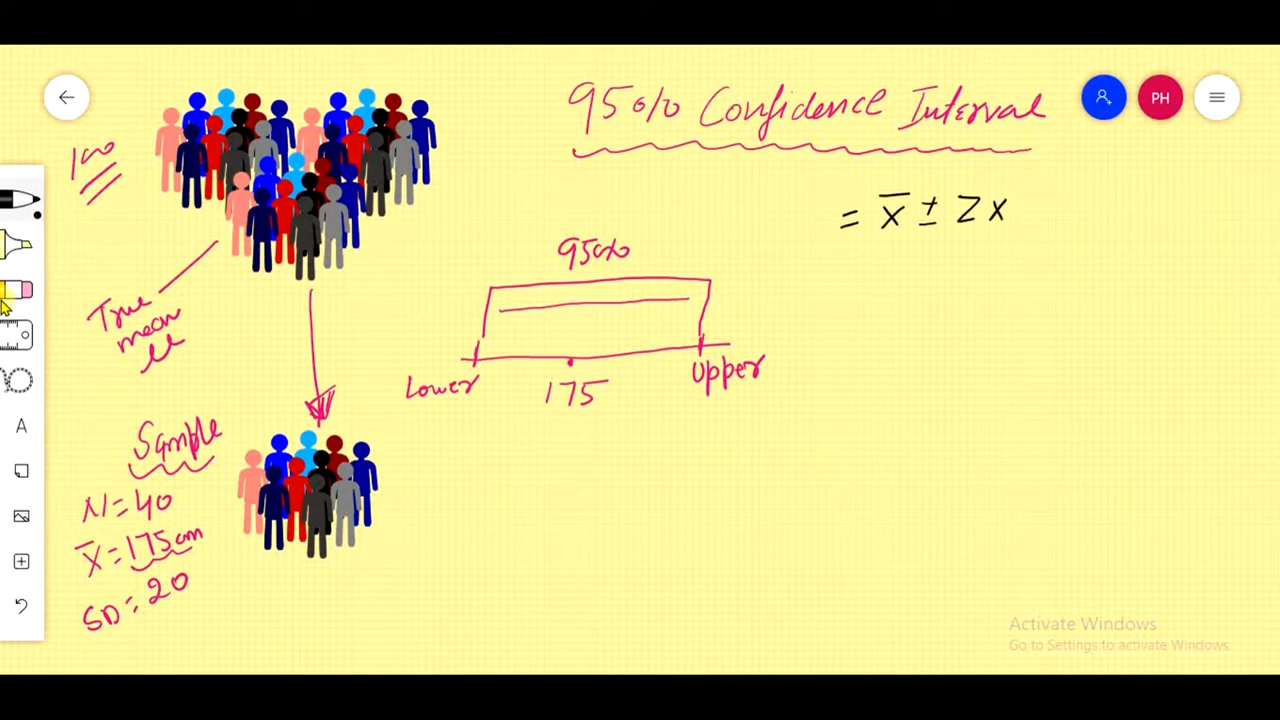 95% Confidence Interval
PH
100
= x̄ ± Z x
95%
True
mean
μ
Lower
175
Upper
Sample
N=40
x̄=175cm
SD=20
A
Activate Windows
Go to Settings to activate Windows.